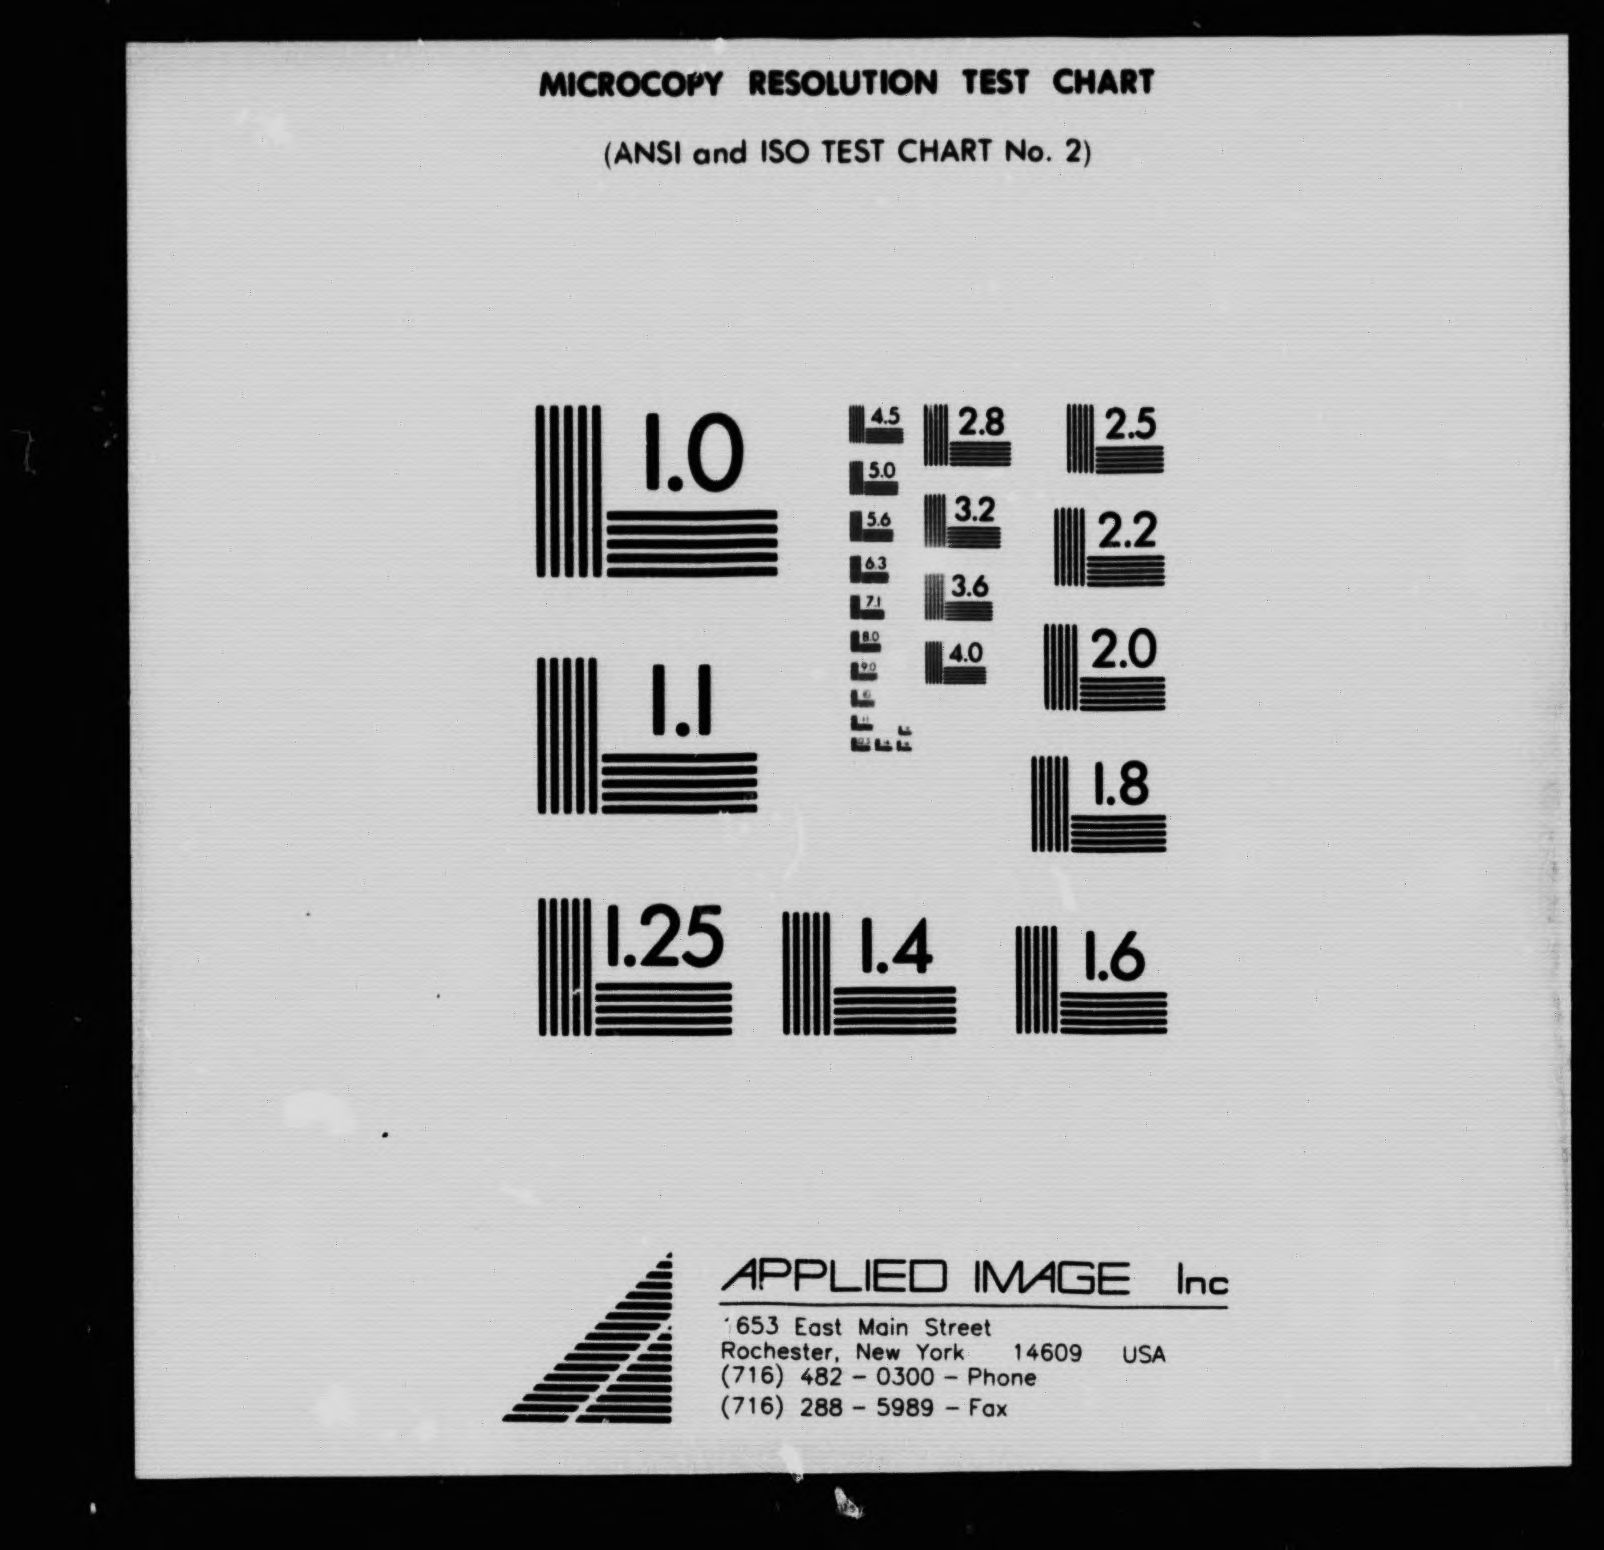 MICROCOPY RESOLUTION TEST CHART
(ANSI and ISO TEST CHART No. 2)
1.0
1.1
1.25
1.4
1.6
1.8
2.0
2.2
2.5
2.8
3.2
3.6
4.0
4.5
5.0
5.6
6.3
7.1
8.0
9.0
APPLIED IMAGE Inc
1653 East Main Street
Rochester, New York 14609 USA
(716) 482 - 0300 - Phone
(716) 288 - 5989 - Fax